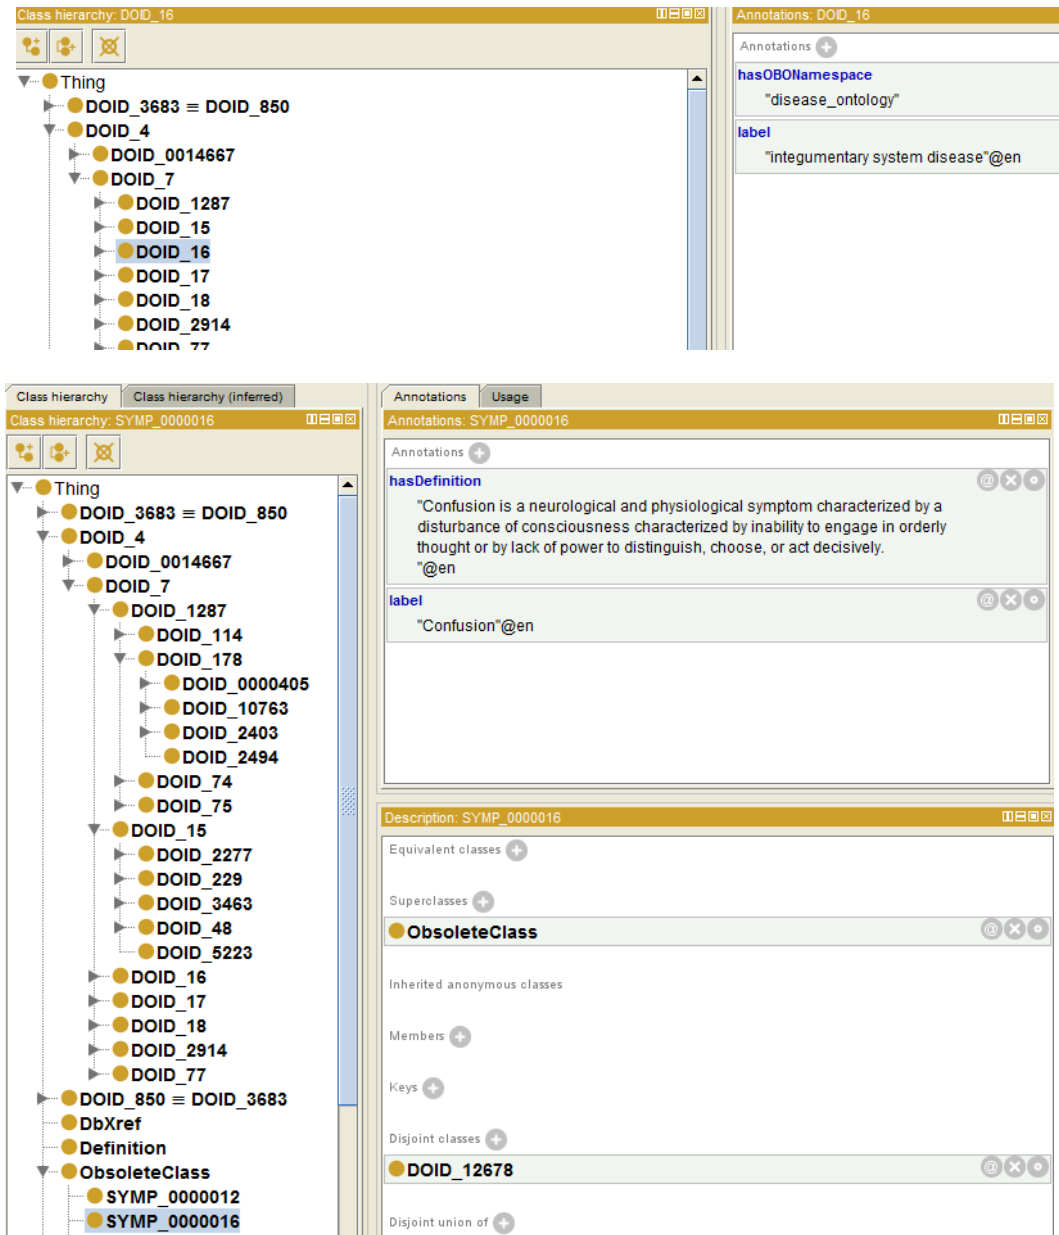 Class hierarchy: DOID_16
Thing
DOID_3683 ≡ DOID_850
DOID_4
DOID_0014667
DOID_7
DOID_1287
DOID_15
DOID_16
DOID_17
DOID_18
DOID_2914
DOID_77
Annotations: DOID_16
Annotations
hasOBONamespace
"disease_ontology"
label
"integumentary system disease"@en
Class hierarchy Class hierarchy (inferred)
Class hierarchy: SYMP_0000016
Thing
DOID_3683 ≡ DOID_850
DOID_4
DOID_0014667
DOID_7
DOID_1287
DOID_114
DOID_178
DOID_0000405
DOID_10763
DOID_2403
DOID_2494
DOID_74
DOID_75
DOID_15
DOID_2277
DOID_229
DOID_3463
DOID_48
DOID_5223
DOID_16
DOID_17
DOID_18
DOID_2914
DOID_77
DOID_850 ≡ DOID_3683
DbXref
Definition
ObsoleteClass
SYMP_0000012
SYMP_0000016
Annotations Usage
Annotations: SYMP_0000016
Annotations
hasDefinition
"Confusion is a neurological and physiological symptom characterized by a
disturbance of consciousness characterized by inability to engage in orderly
thought or by lack of power to distinguish, choose, or act decisively.
"@en
label
"Confusion"@en
Description: SYMP_0000016
Equivalent classes
Superclasses
ObsoleteClass
Inherited anonymous classes
Members
Keys
Disjoint classes
DOID_12678
Disjoint union of